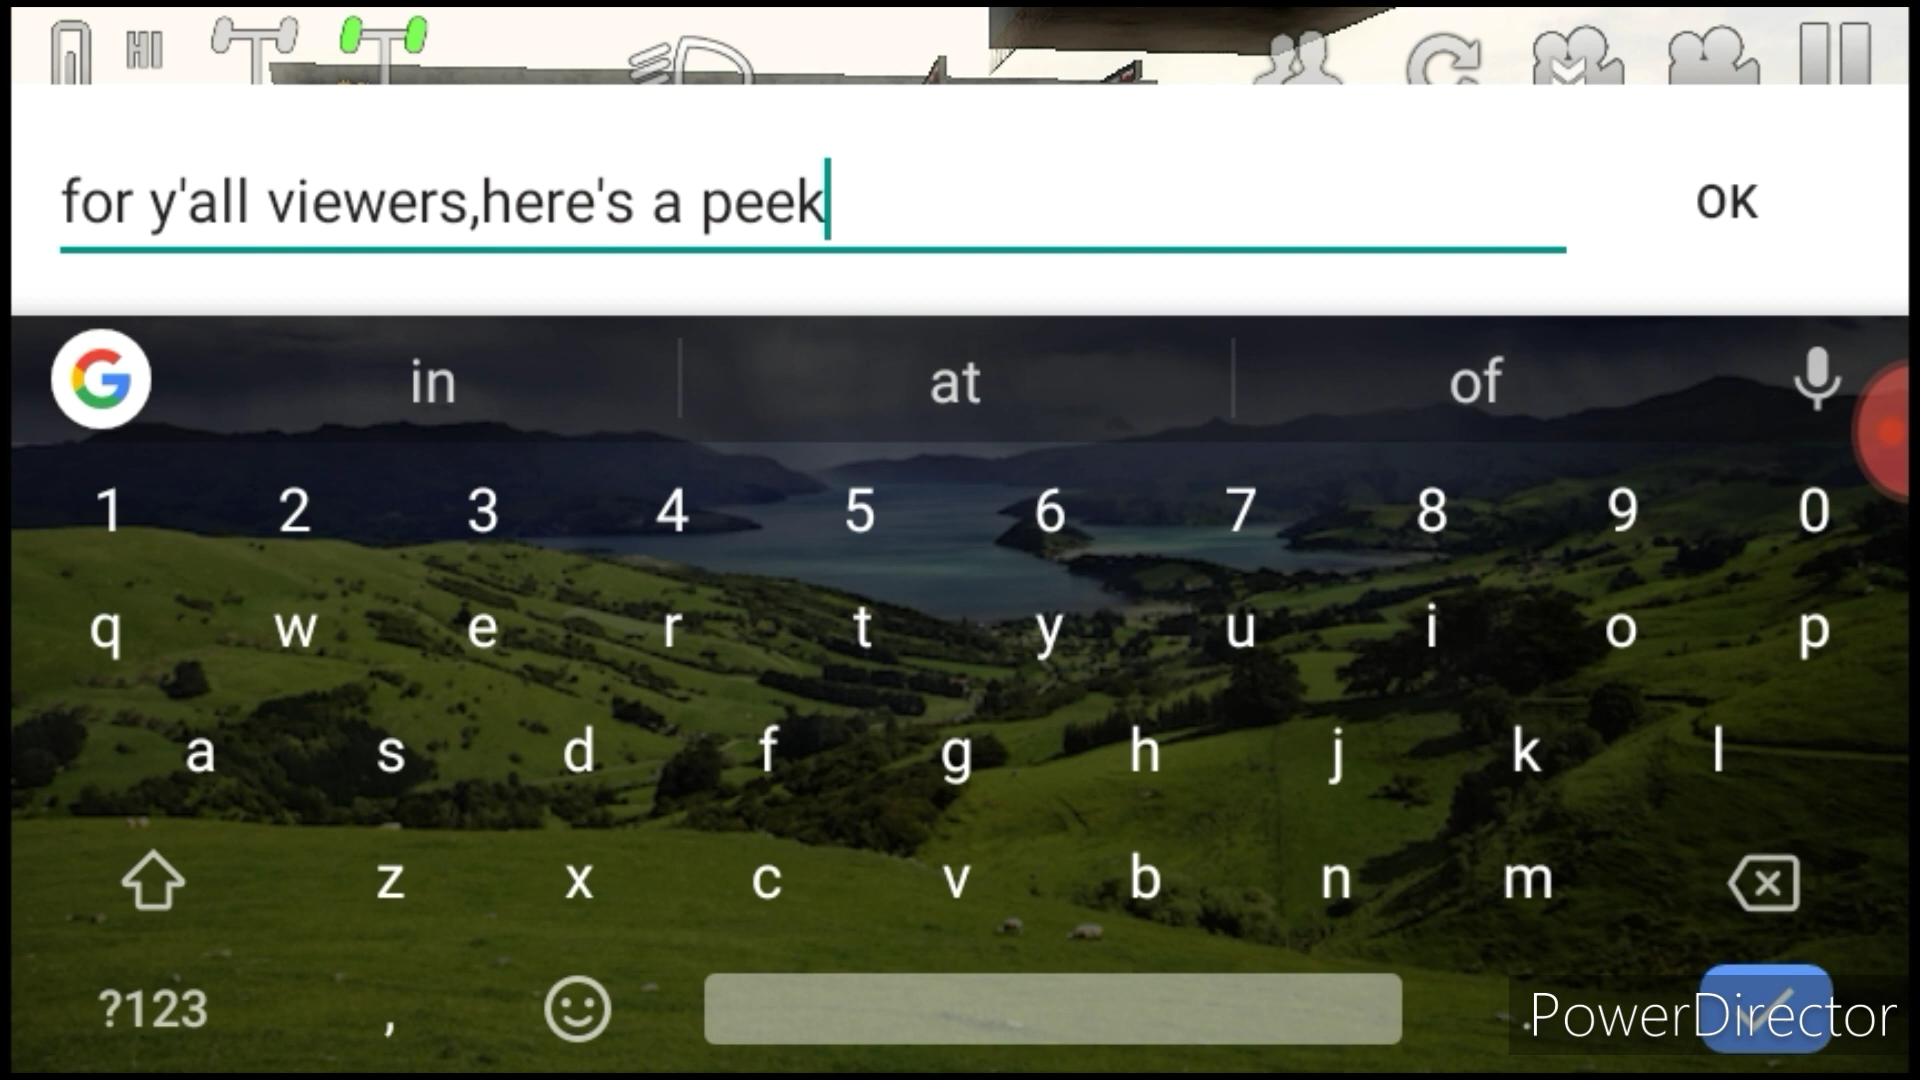 HI
for y'all viewers,here's a peek
OK
in at of
1 2 3 4 5 6 7 8 9 0
q w e r t y u i o p
a s d f g h j k l
z x c v b n m
?123 , .
PowerDirector